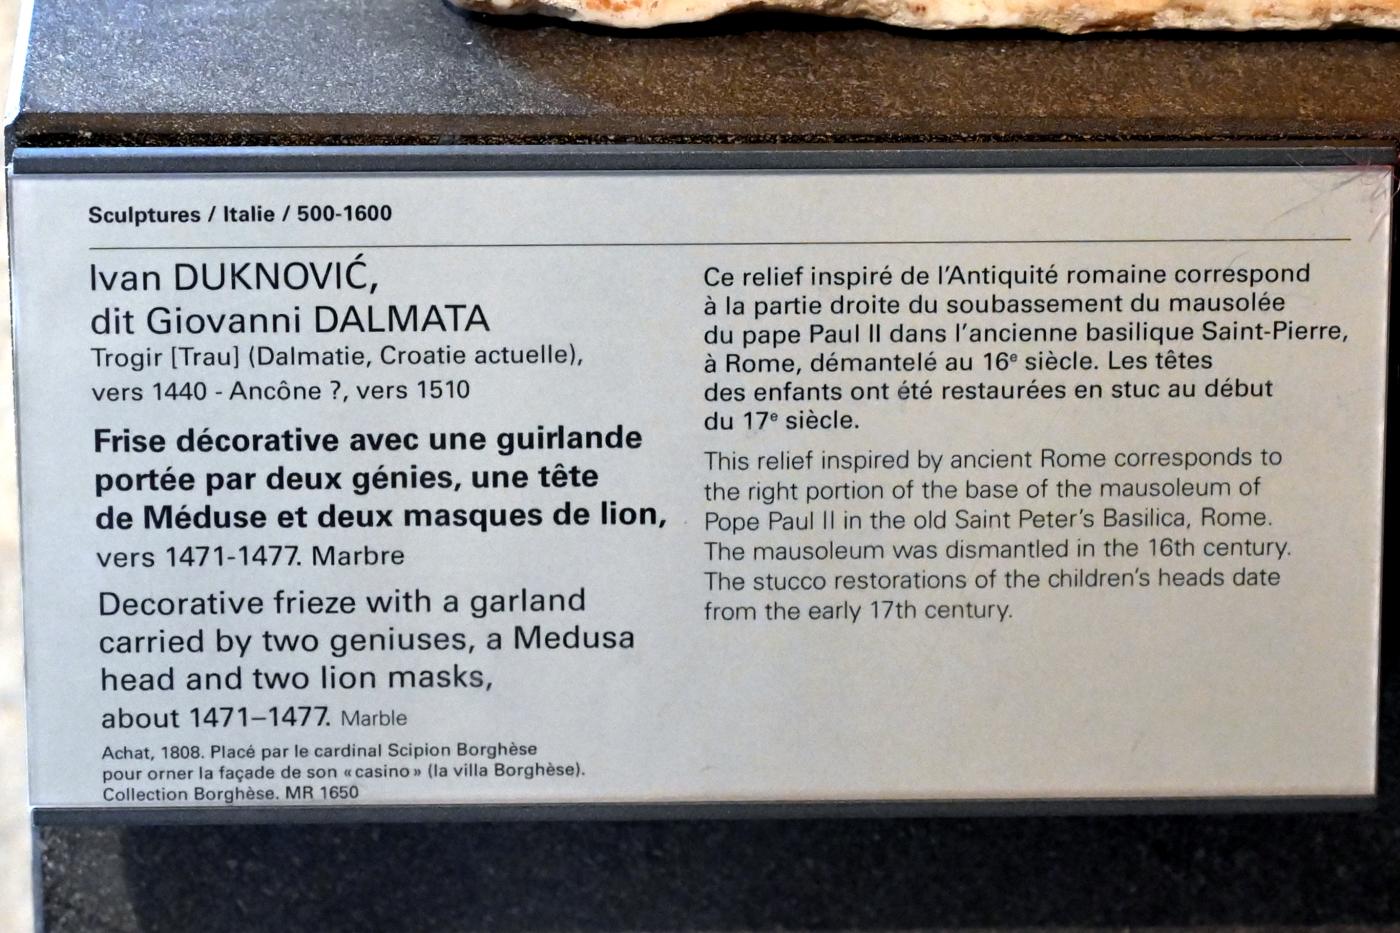 Sculptures / Italie / 500-1600
Ivan DUKNOVIĆ,
dit Giovanni DALMATA
Trogir [Trau] (Dalmatie, Croatie actuelle),
vers 1440 - Ancône ?, vers 1510
Frise décorative avec une guirlande
portée par deux génies, une tête
de Méduse et deux masques de lion,
vers 1471-1477. Marbre
Decorative frieze with a garland
carried by two geniuses, a Medusa
head and two lion masks,
about 1471–1477. Marble
Achat, 1808. Placé par le cardinal Scipion Borghèse
pour orner la façade de son « casino » (la villa Borghèse).
Collection Borghèse. MR 1650
Ce relief inspiré de l'Antiquité romaine correspond
à la partie droite du soubassement du mausolée
du pape Paul II dans l'ancienne basilique Saint-Pierre,
à Rome, démantelé au 16e siècle. Les têtes
des enfants ont été restaurées en stuc au début
du 17e siècle.
This relief inspired by ancient Rome corresponds to
the right portion of the base of the mausoleum of
Pope Paul II in the old Saint Peter's Basilica, Rome.
The mausoleum was dismantled in the 16th century.
The stucco restorations of the children's heads date
from the early 17th century.